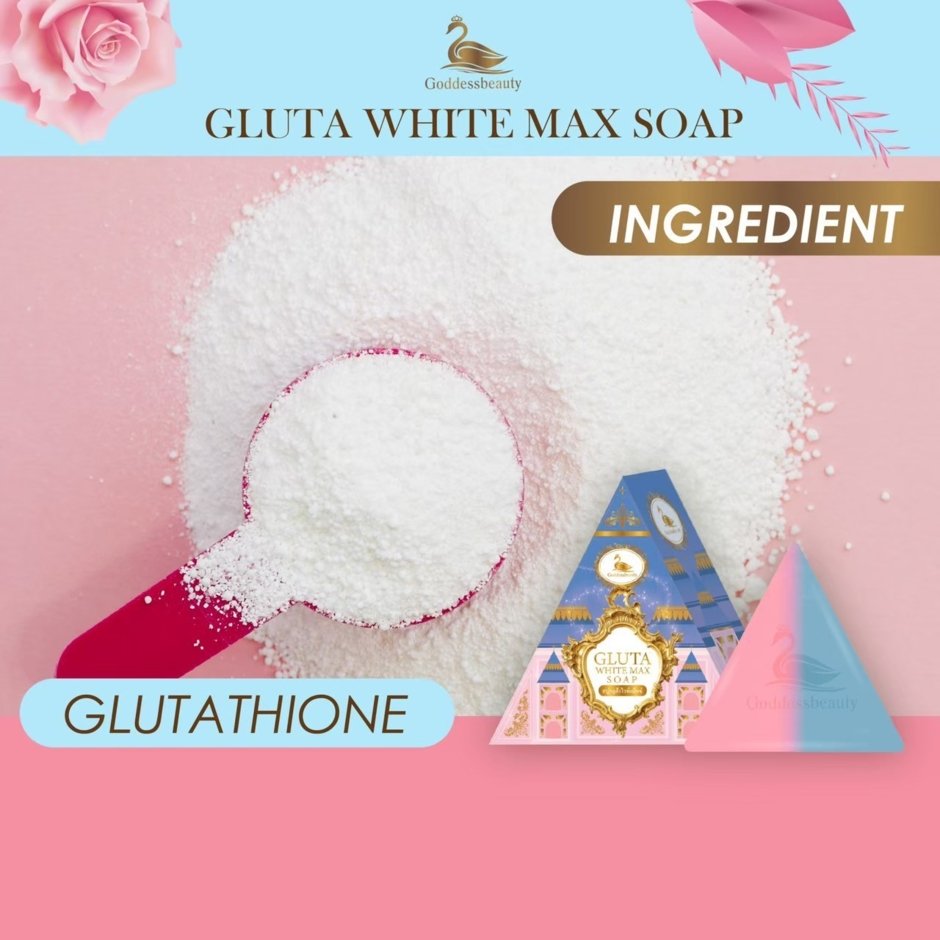 Goddessbeauty
GLUTA WHITE MAX SOAP
INGREDIENT
Goddessbeauty
GLUTA
WHITE MAX
SOAP
GLUTATHIONE
Goddessbeauty